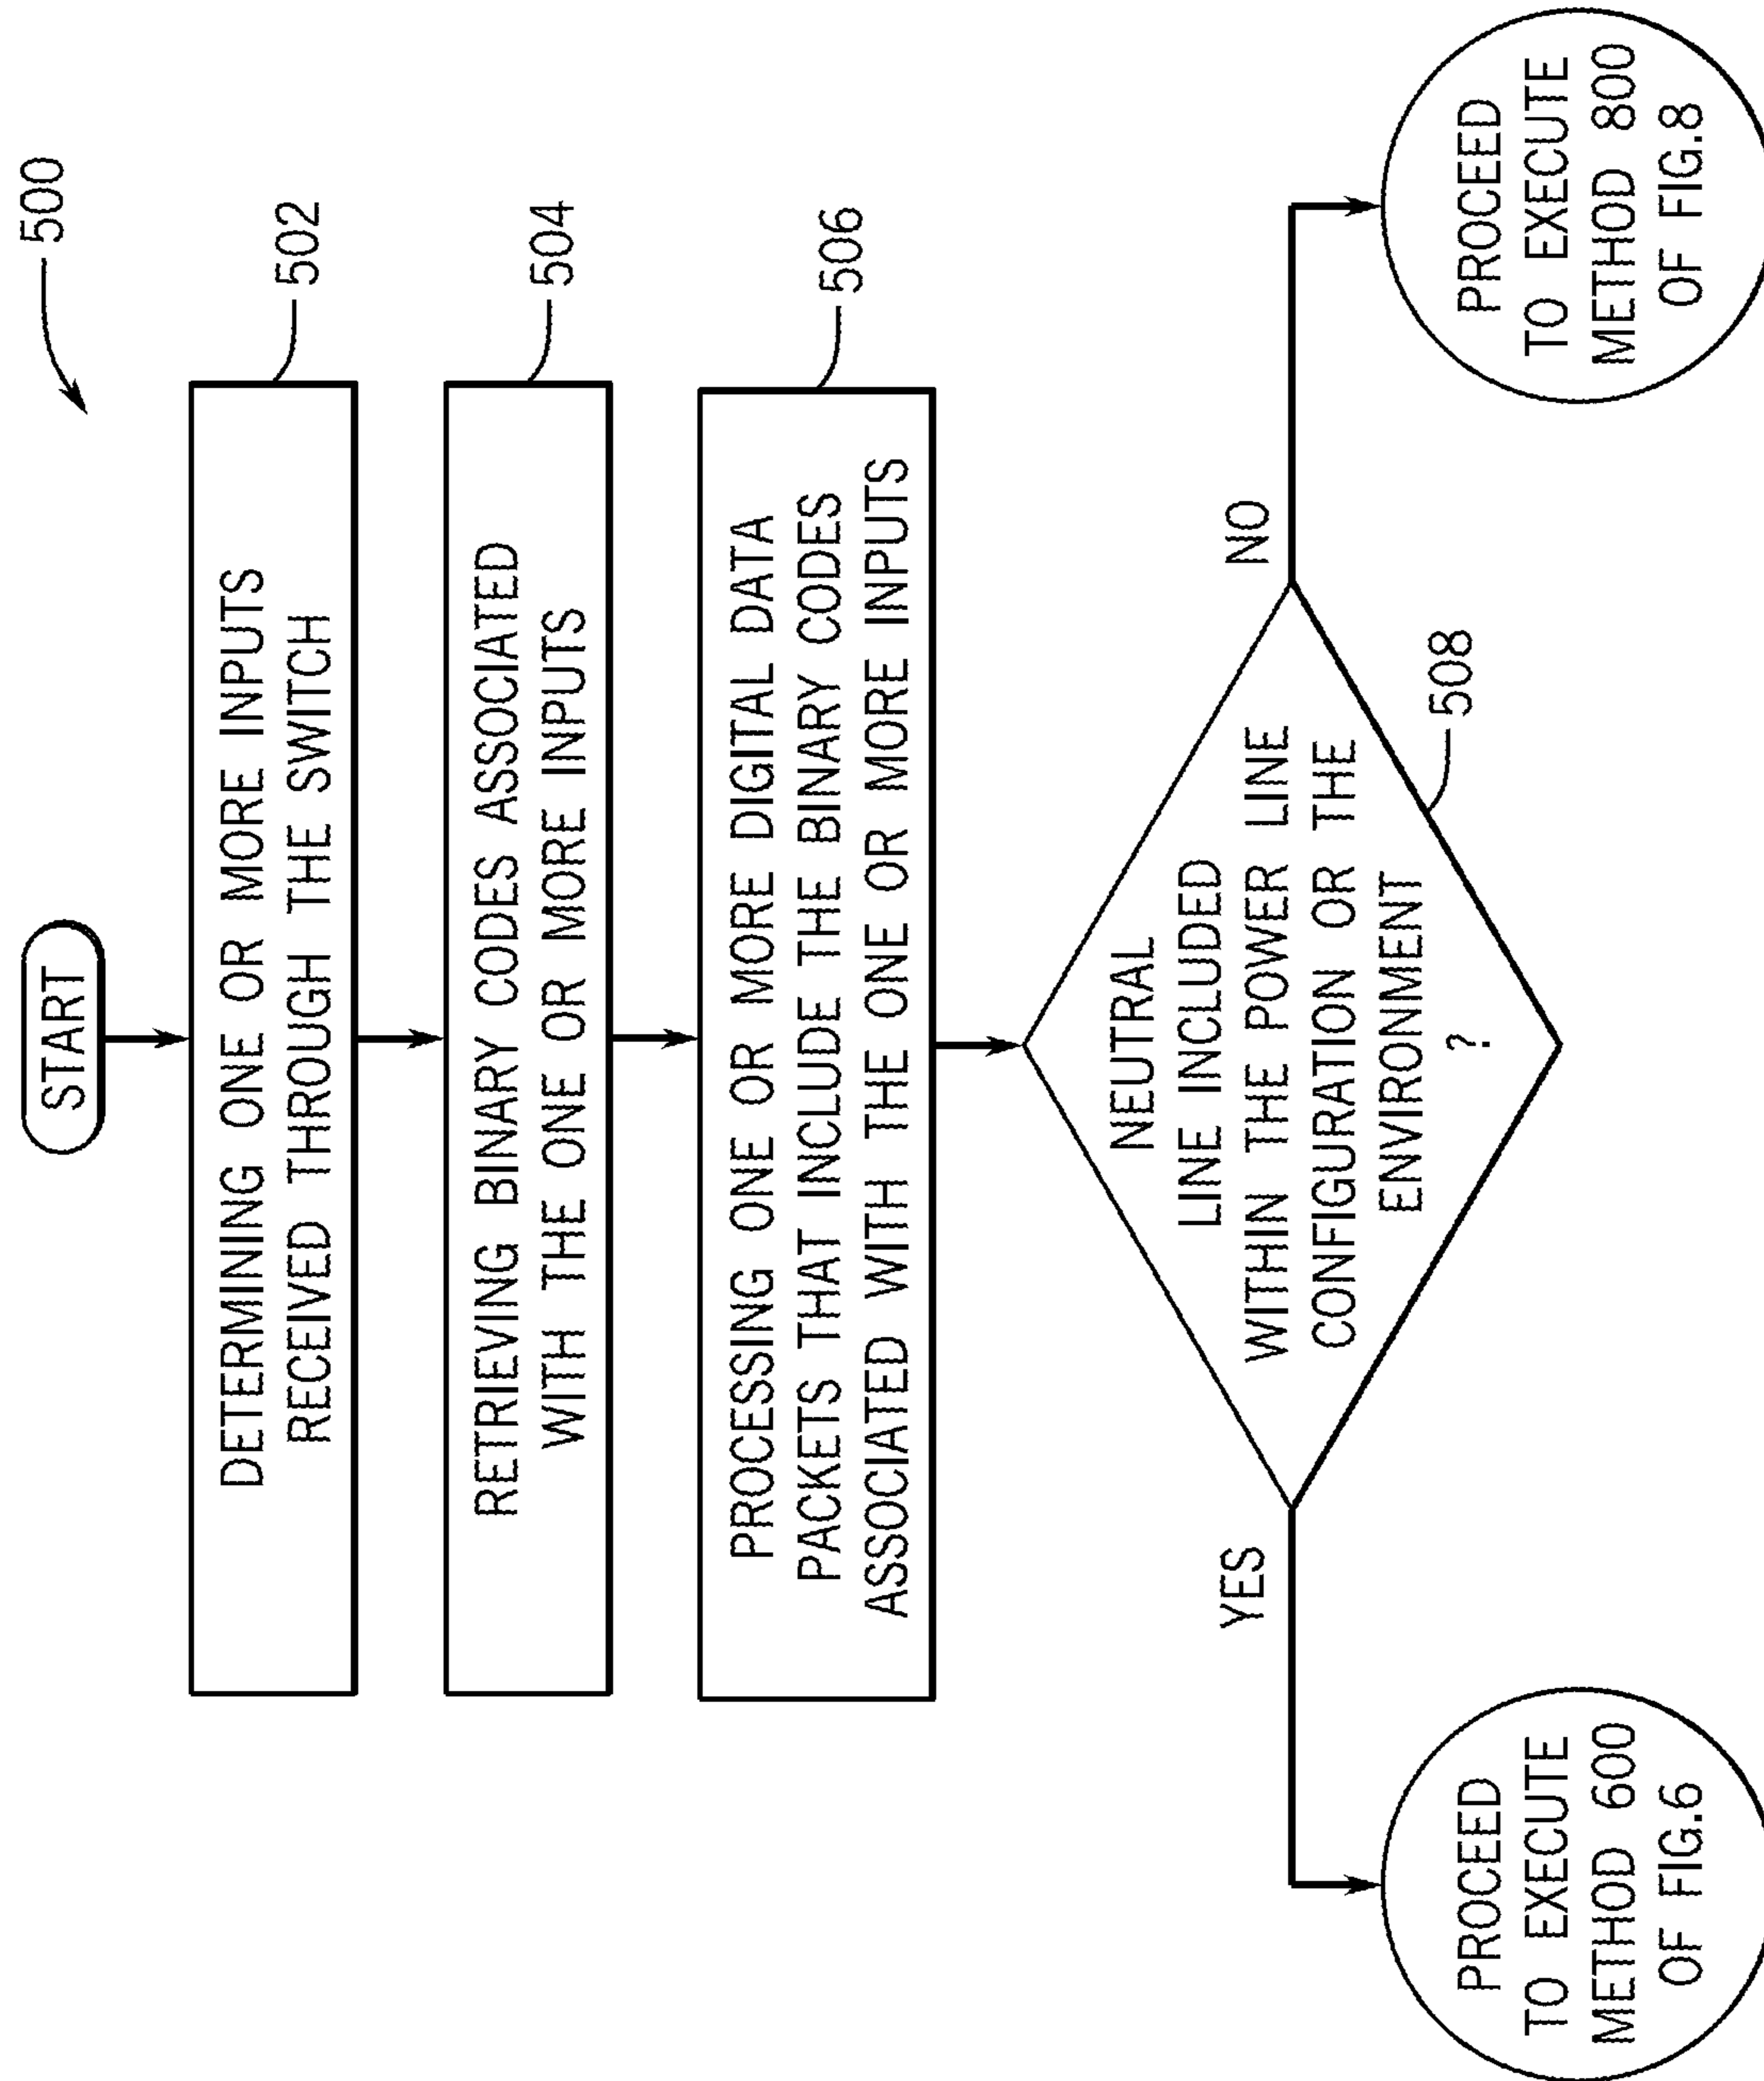 500
START
DETERMINING ONE OR MORE INPUTS
RECEIVED THROUGH THE SWITCH
502
RETRIEVING BINARY CODES ASSOCIATED
WITH THE ONE OR MORE INPUTS
504
PROCESSING ONE OR MORE DIGITAL DATA
PACKETS THAT INCLUDE THE BINARY CODES
ASSOCIATED WITH THE ONE OR MORE INPUTS
506
NEUTRAL
LINE INCLUDED
WITHIN THE POWER LINE
CONFIGURATION OR THE
ENVIRONMENT
?
508
YES
NO
PROCEED
TO EXECUTE
METHOD 600
OF FIG.6
PROCEED
TO EXECUTE
METHOD 800
OF FIG.8